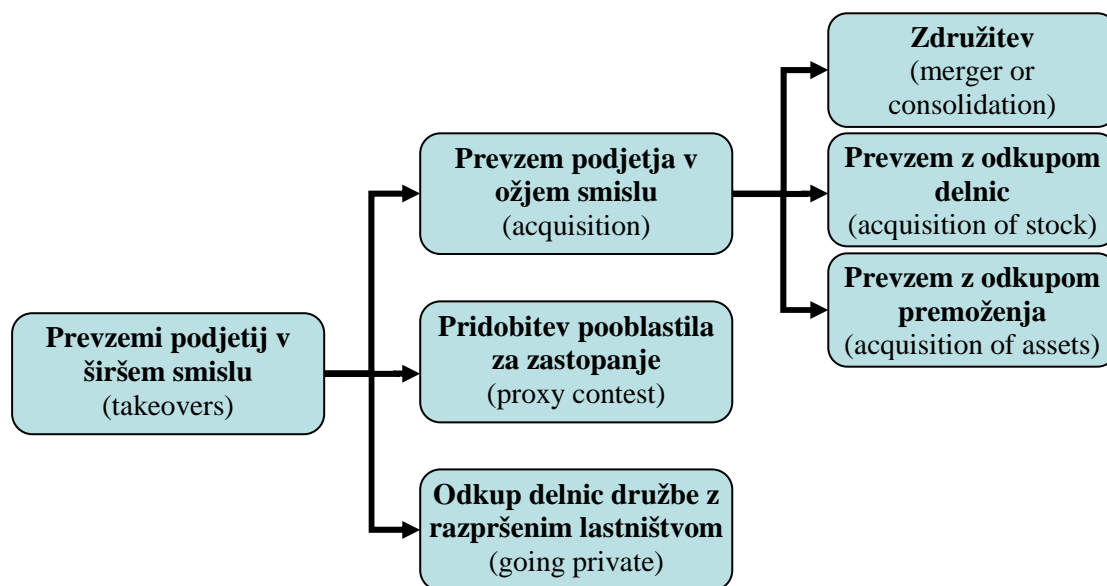 Združitev
(merger or
consolidation)
Prevzem podjetja v
ožjem smislu
(acquisition)
Prevzem z odkupom
delnic
(acquisition of stock)
Prevzem z odkupom
premoženja
(acquisition of assets)
Prevzemi podjetij v
širšem smislu
(takeovers)
Pridobitev pooblastila
za zastopanje
(proxy contest)
Odkup delnic družbe z
razpršenim lastništvom
(going private)